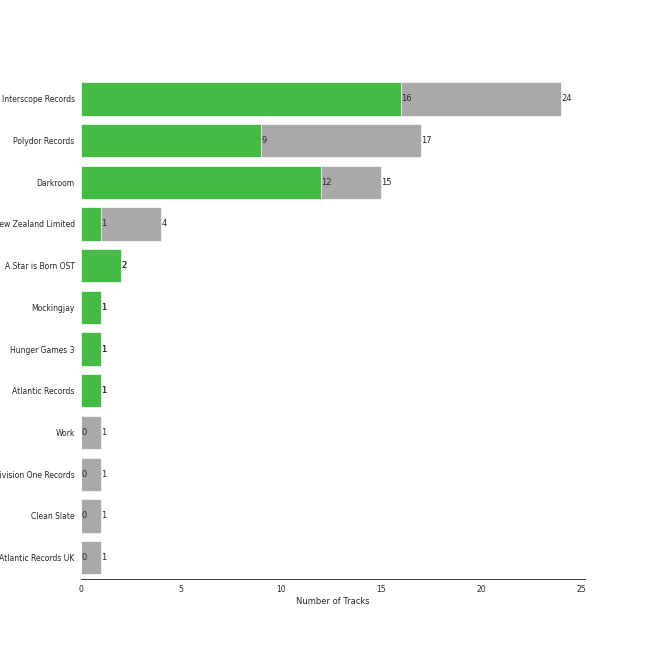 Interscope Records 16 24
Polydor Records 9 17
Darkroom 12 15
Zealand Limited 1 4
A Star is Born OST 2
Mockingjay 1
Hunger Games 3 1
Atlantic Records 1
Work 0 1
One Records 0 1
Clean Slate 0 1
Atlantic Records UK 0 1
0 5 10 15 20 25
Number of Tracks